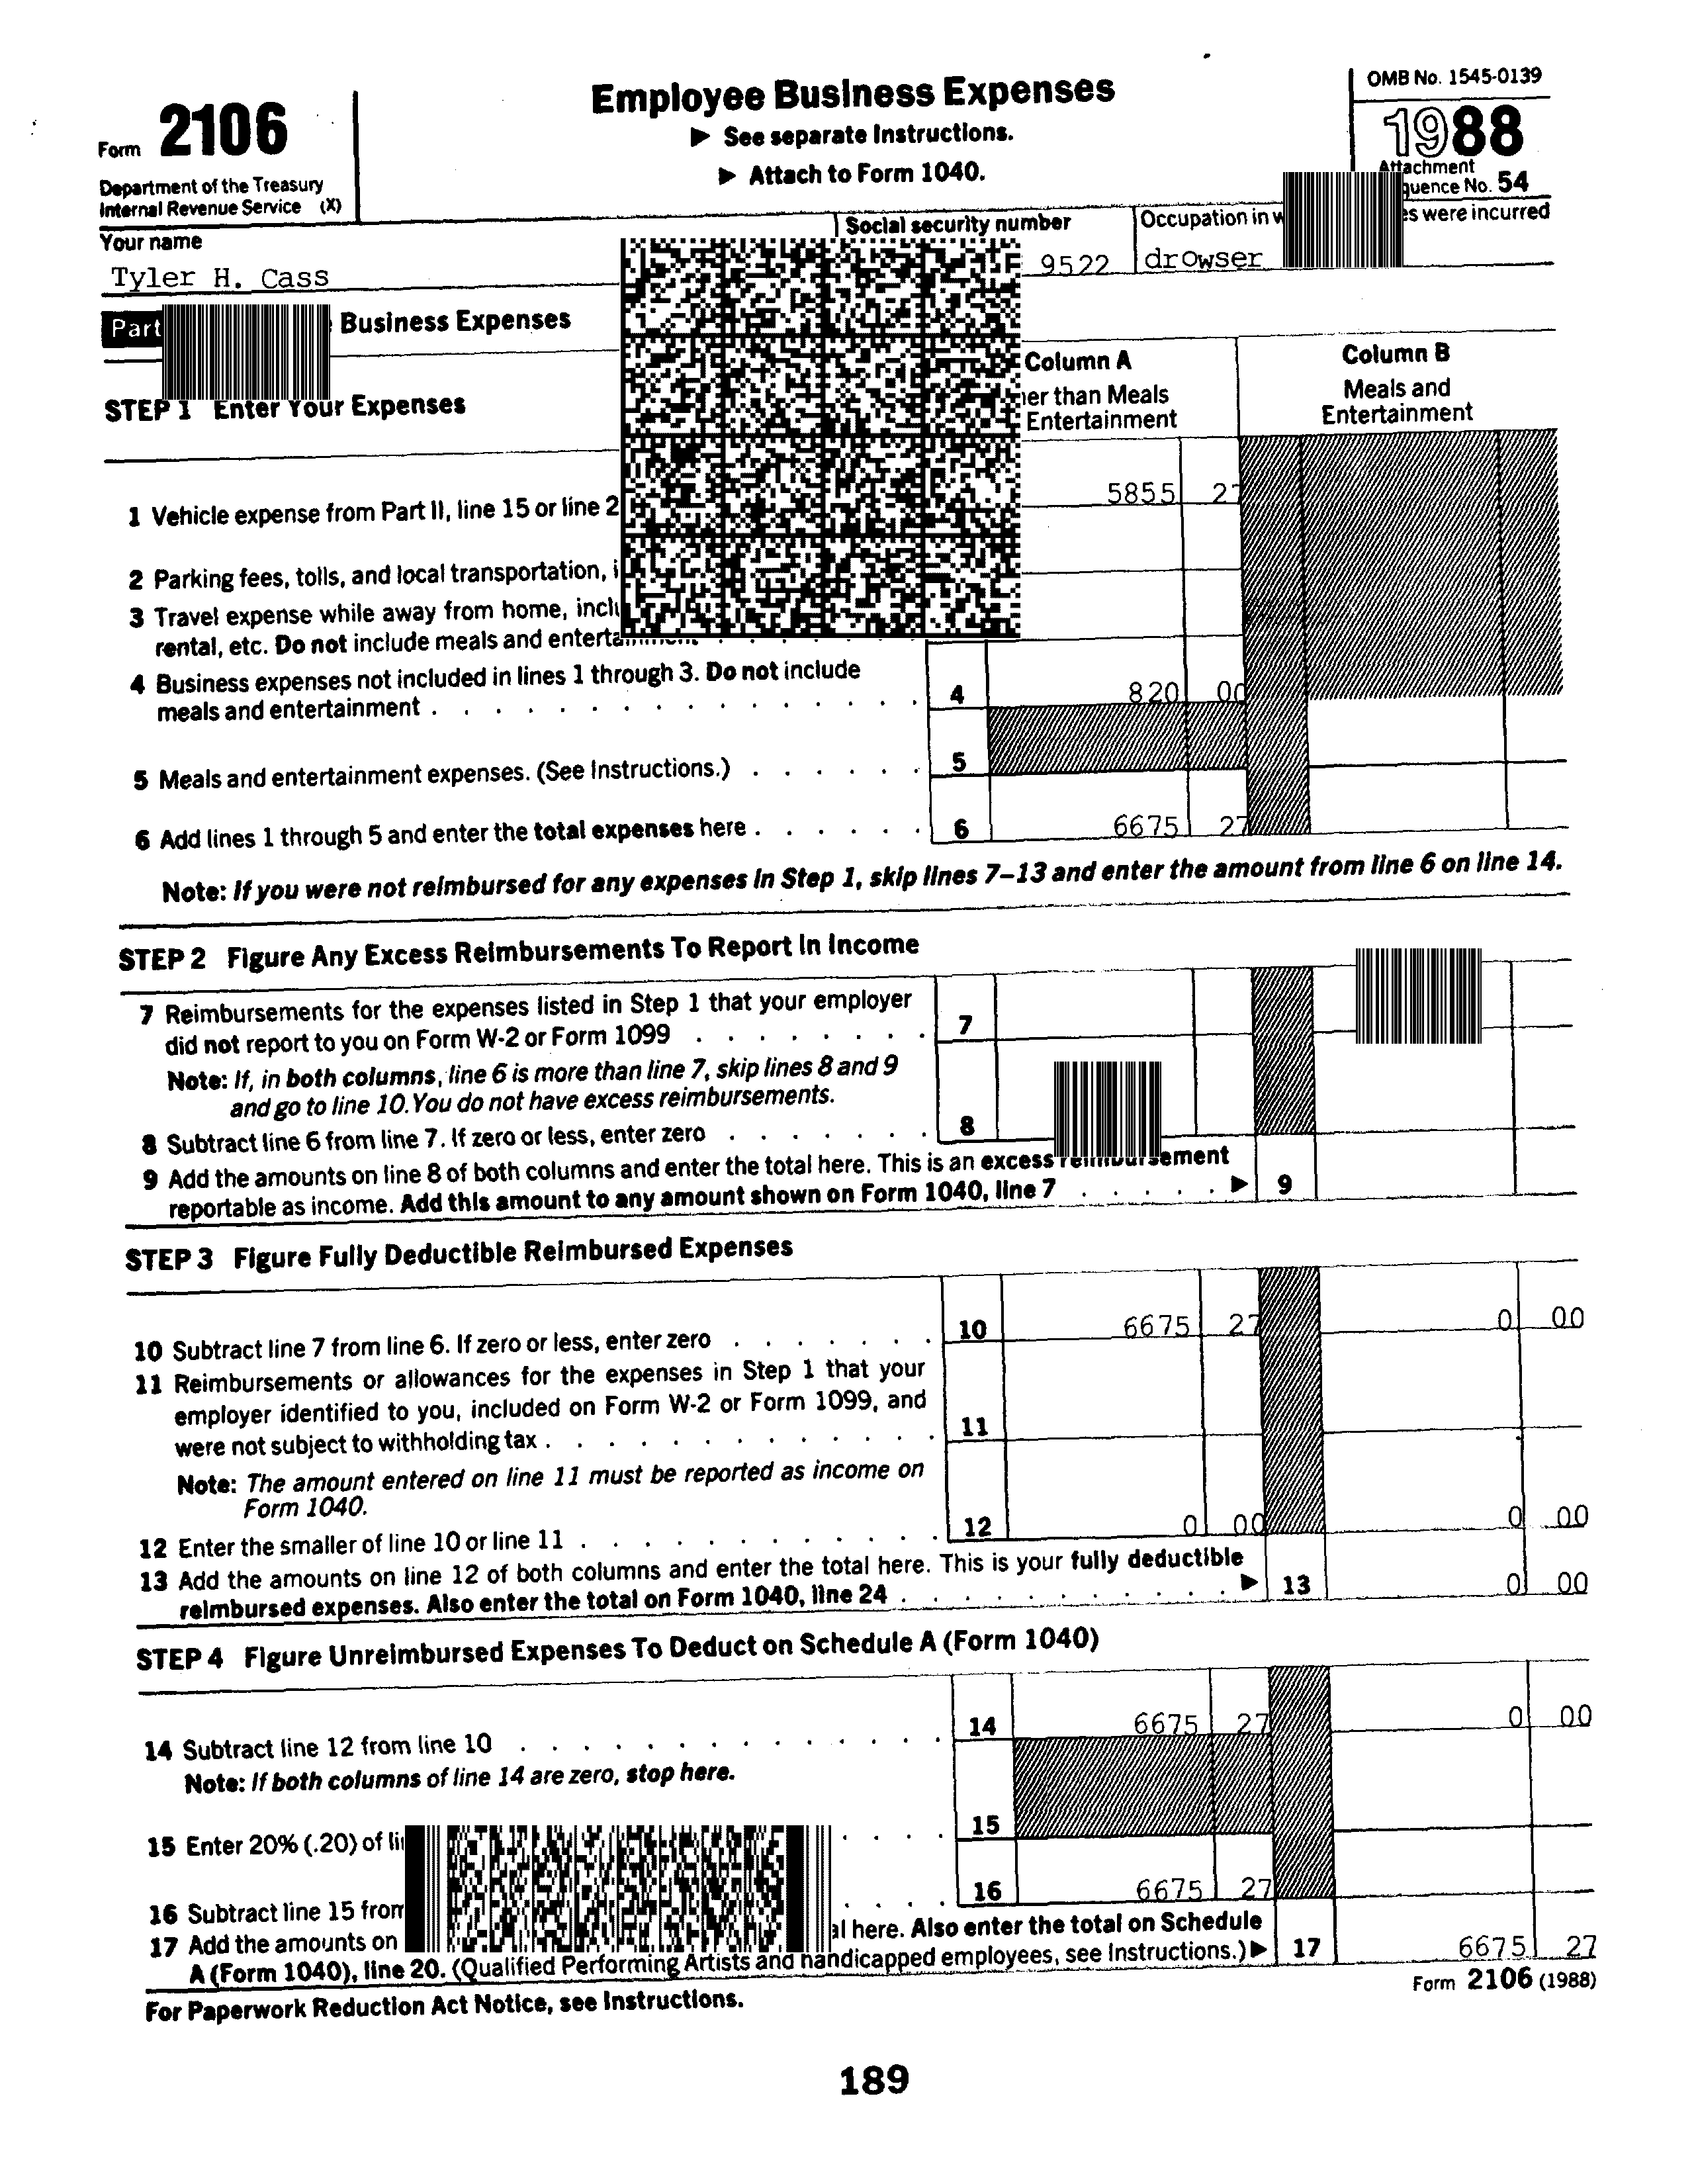 OMB No. 1545-0139
Form 2106
Employee Business Expenses
► See separate Instructions.
► Attach to Form 1040.
1988
Attachment
quence No. 54
Department of the Treasury
Internal Revenue Service (X)
Your name
Social security number
Occupation in w
s were incurred
Tyler H. Cass
9522
drowser
Part
Business Expenses
STEP 1 Enter Your Expenses
Column A
er than Meals
Entertainment
Column B
Meals and
Entertainment
1 Vehicle expense from Part II, line 15 or line 2
5855 27
2 Parking fees, tolls, and local transportation,
3 Travel expense while away from home,
rental, etc. Do not include meals and
4 Business expenses not included in lines 1 through 3. Do not include
meals and entertainment . . . . . . . . . . . . . . . . 4 820 00
5 Meals and entertainment expenses. (See Instructions.) . . . . . . 5
6 Add lines 1 through 5 and enter the total expenses here . . . . . . 6 6675 27
Note: If you were not reimbursed for any expenses in Step 1, skip lines 7–13 and enter the amount from line 6 on line 14.
STEP 2 Figure Any Excess Reimbursements To Report In Income
7 Reimbursements for the expenses listed in Step 1 that your employer
did not report to you on Form W-2 or Form 1099 . . . . . . . . 7
Note: If, in both columns, line 6 is more than line 7, skip lines 8 and 9
and go to line 10. You do not have excess reimbursements.
8 Subtract line 6 from line 7. If zero or less, enter zero . . . . . . . 8
9 Add the amounts on line 8 of both columns and enter the total here. This is an excess reimbursement
reportable as income. Add this amount to any amount shown on Form 1040, line 7 . . . . . ► 9
STEP 3 Figure Fully Deductible Reimbursed Expenses
10 Subtract line 7 from line 6. If zero or less, enter zero . . . . . . . 10 6675 27 0 00
11 Reimbursements or allowances for the expenses in Step 1 that your
employer identified to you, included on Form W-2 or Form 1099, and
were not subject to withholding tax . . . . . . . . . . . . . 11
Note: The amount entered on line 11 must be reported as income on
Form 1040.
12 Enter the smaller of line 10 or line 11 . . . . . . . . . . . . 12 0 00 0 00
13 Add the amounts on line 12 of both columns and enter the total here. This is your fully deductible
reimbursed expenses. Also enter the total on Form 1040, line 24 . . . . . . . . . . . ► 13 0 00
STEP 4 Figure Unreimbursed Expenses To Deduct on Schedule A (Form 1040)
14 Subtract line 12 from line 10 . . . . . . . . . . . . . . 14 6675 27 0 00
Note: If both columns of line 14 are zero, stop here.
15 Enter 20% (.20) of . . . . 15
16 Subtract line 15 from . . . . 16 6675 27
17 Add the amounts on al here. Also enter the total on Schedule
A (Form 1040), line 20. (Qualified Performing Artists and handicapped employees, see Instructions.) ► 17 6675 27
For Paperwork Reduction Act Notice, see Instructions.
Form 2106 (1988)
189